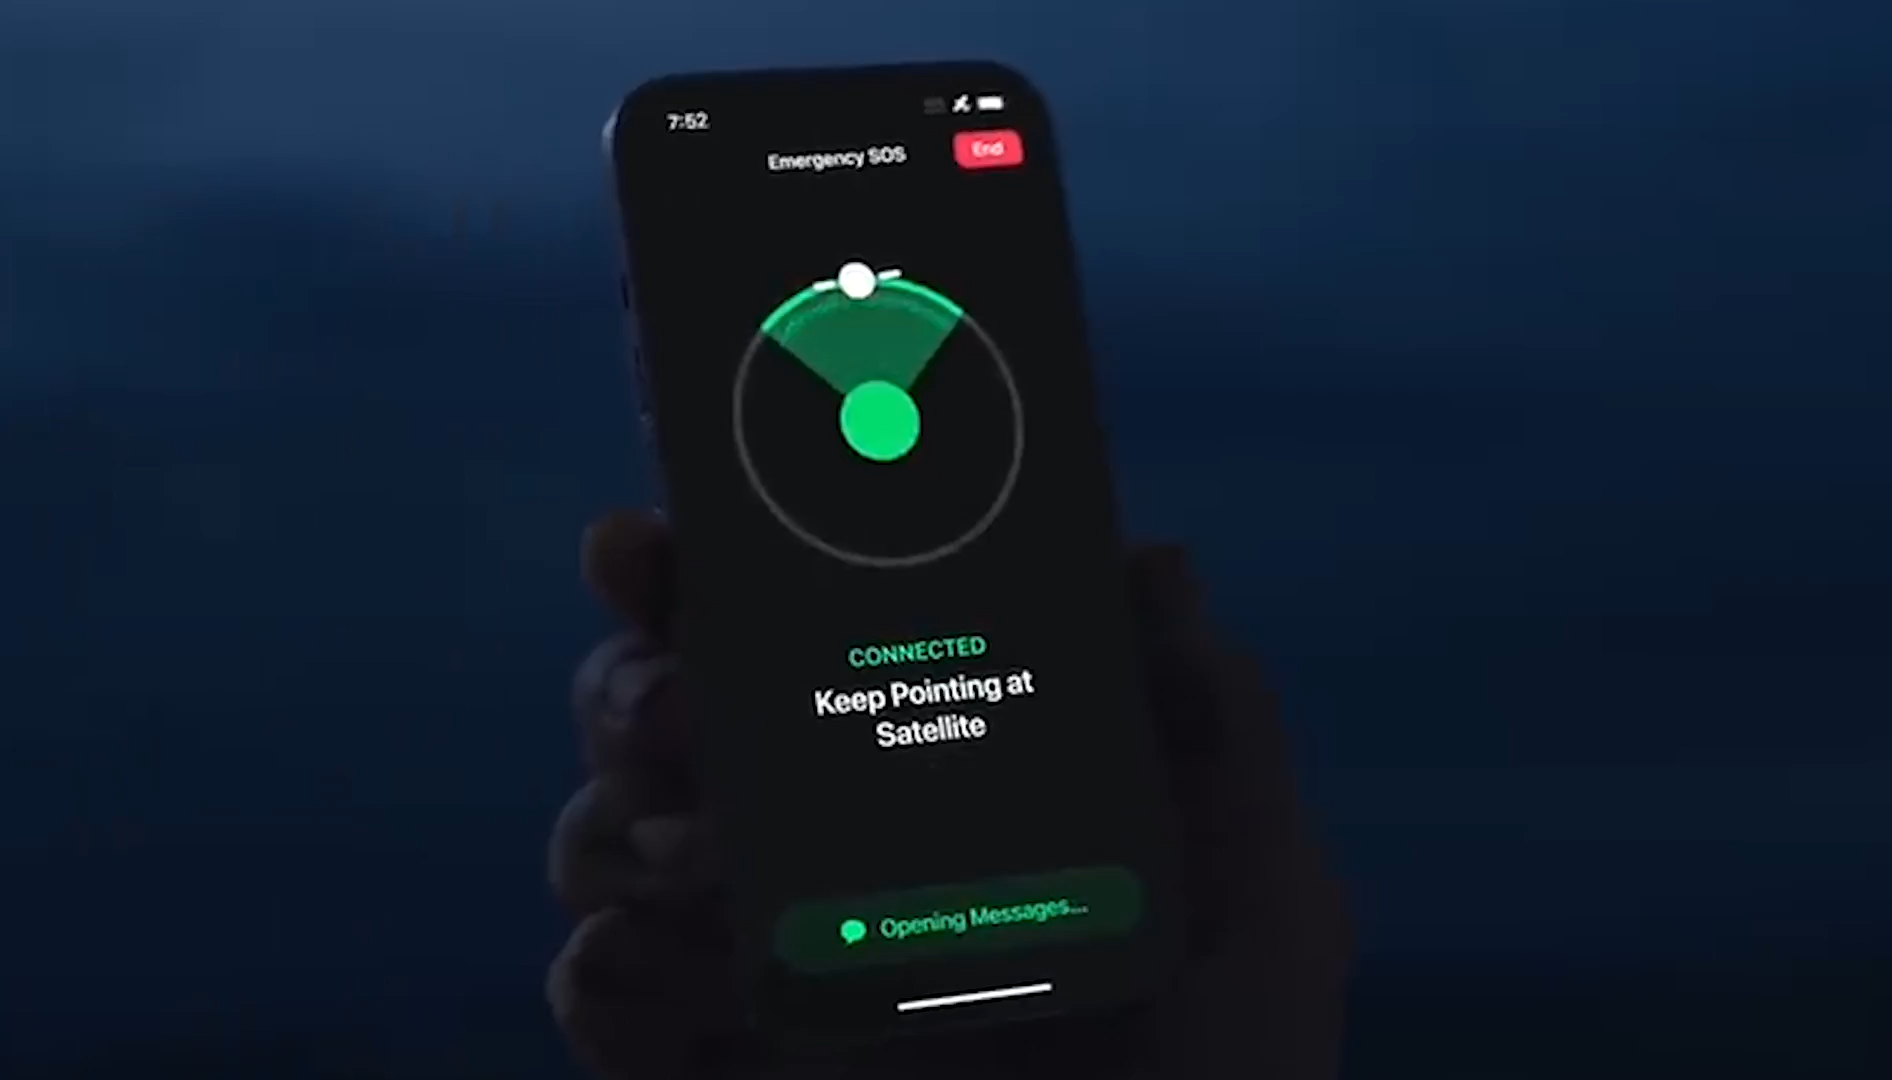 7:52
Emergency SOS
End
CONNECTED
Keep Pointing at
Satellite
Opening Messages...